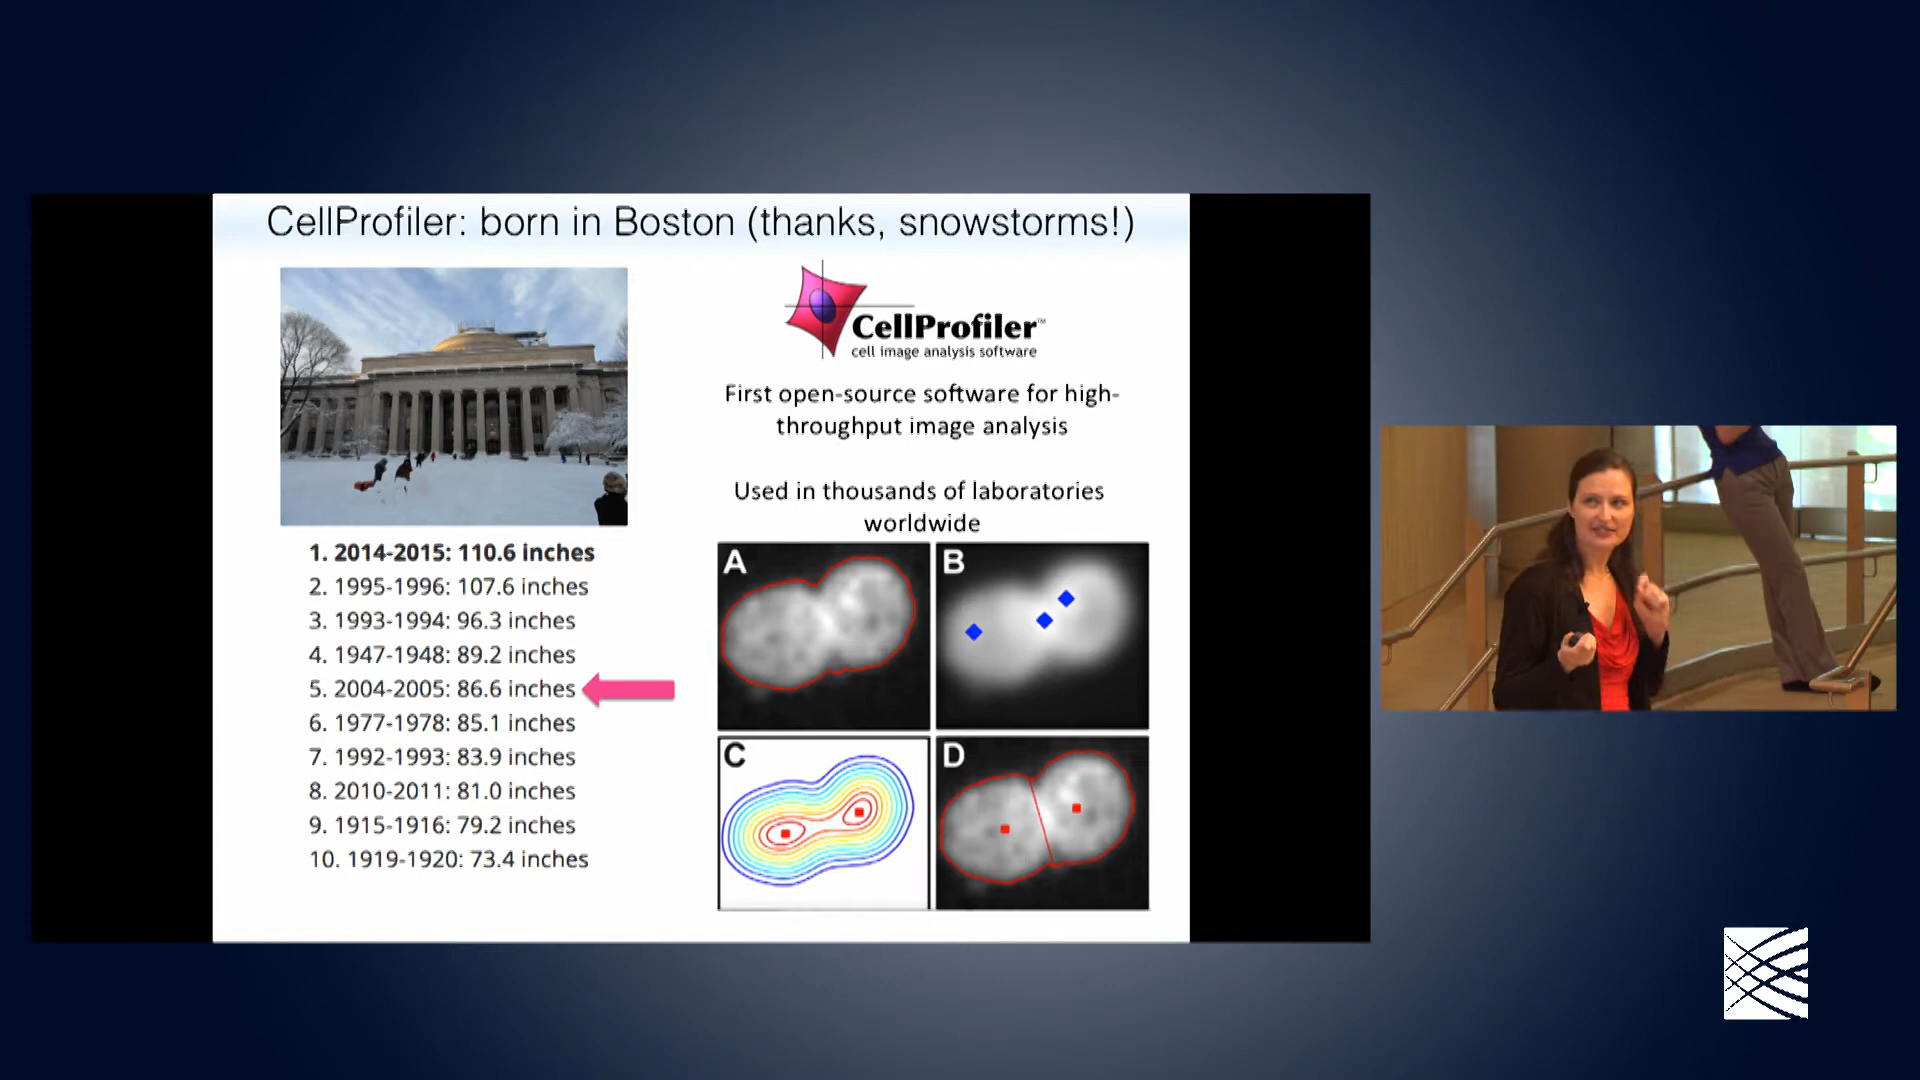 CellProfiler: born in Boston (thanks, snowstorms!)
CellProfiler™
cell image analysis software
First open-source software for high-
throughput image analysis
Used in thousands of laboratories
worldwide
1. 2014-2015: 110.6 inches
2. 1995-1996: 107.6 inches
3. 1993-1994: 96.3 inches
4. 1947-1948: 89.2 inches
5. 2004-2005: 86.6 inches
6. 1977-1978: 85.1 inches
7. 1992-1993: 83.9 inches
8. 2010-2011: 81.0 inches
9. 1915-1916: 79.2 inches
10. 1919-1920: 73.4 inches
A
B
C
D